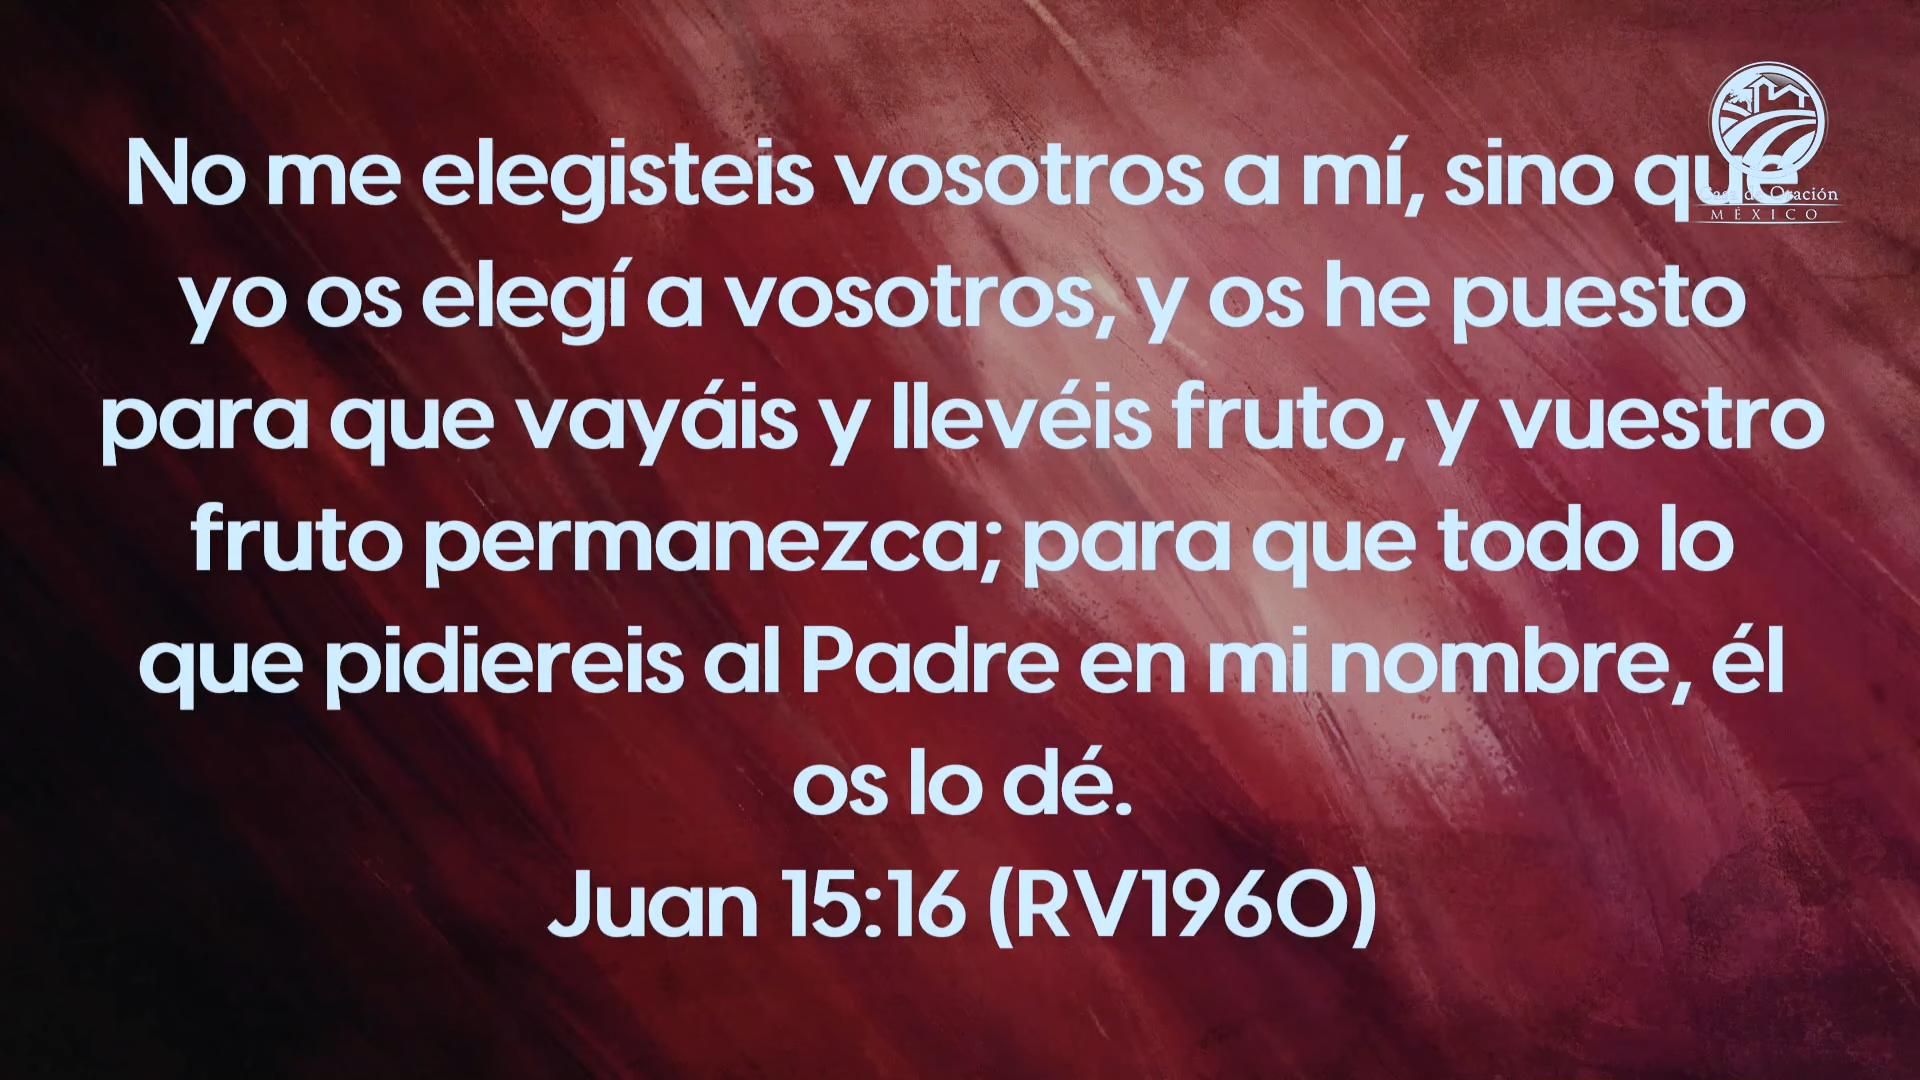 No me elegisteis vosotros a mí, sino que
yo os elegí a vosotros, y os he puesto
para que vayáis y llevéis fruto, y vuestro
fruto permanezca; para que todo lo
que pidiereis al Padre en mi nombre, él
os lo dé.
Juan 15:16 (RV1960)
Casa de Oración
MÉXICO